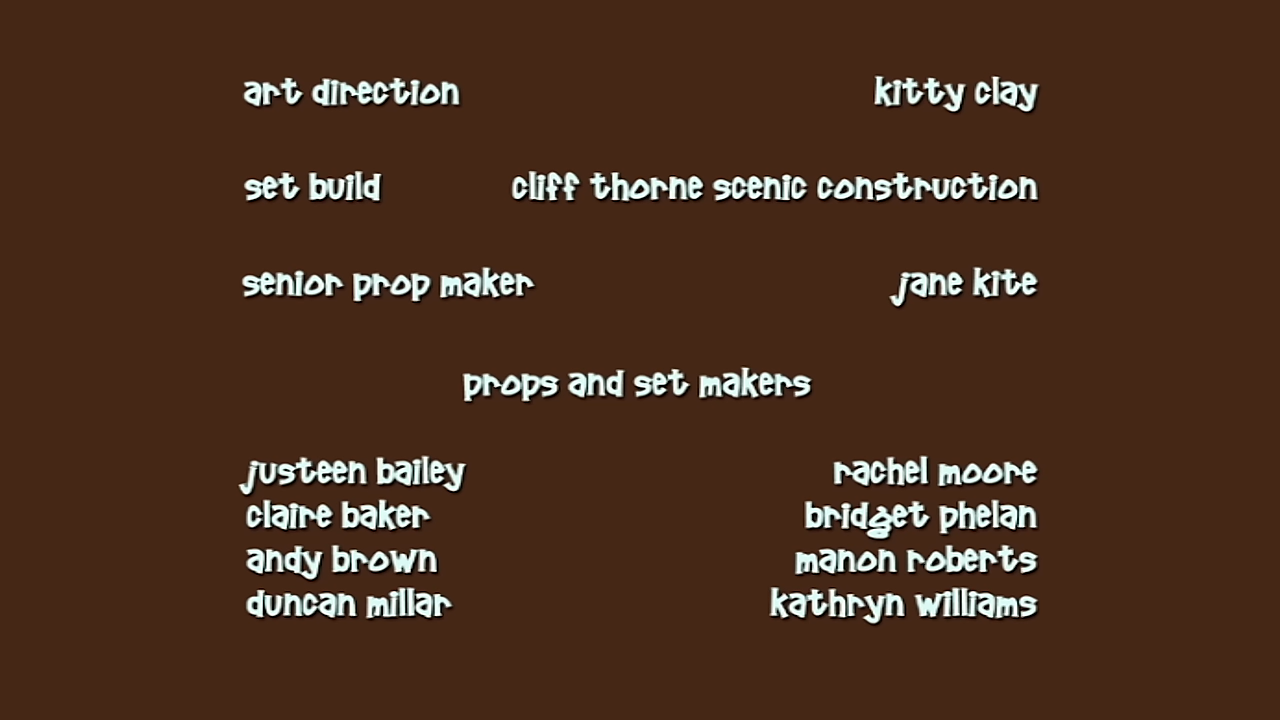 art direction kitty clay
set build cliff thorne scenic construction
senior prop maker jane kite
props and set makers
justeen bailey rachel moore
claire baker bridget phelan
andy brown manon roberts
duncan millar kathryn williams